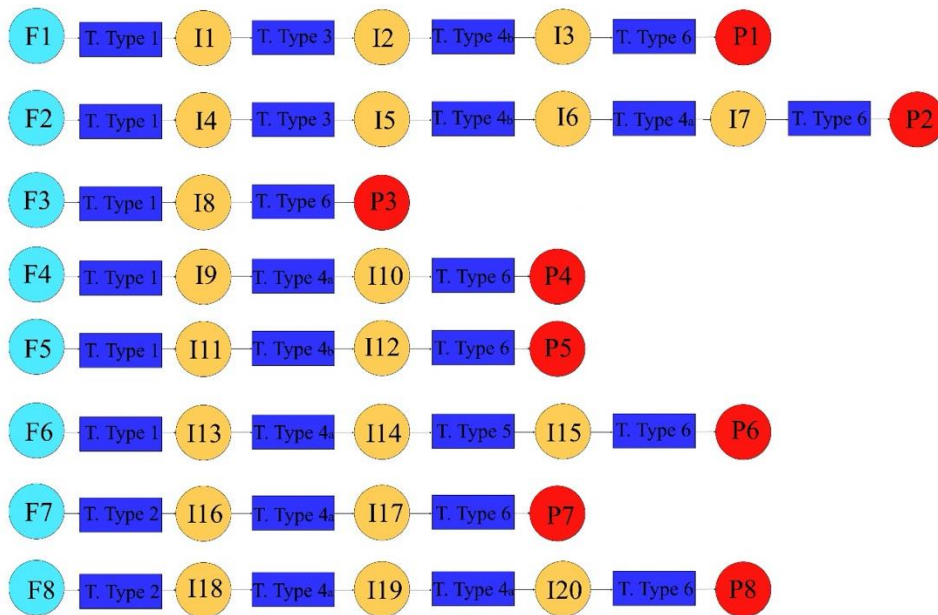 F1 T. Type 1 I1 T. Type 3 I2 T. Type 4b I3 T. Type 6 P1
F2 T. Type 1 I4 T. Type 3 I5 T. Type 4b I6 T. Type 4a I7 T. Type 6 P2
F3 T. Type 1 I8 T. Type 6 P3
F4 T. Type 1 I9 T. Type 4a I10 T. Type 6 P4
F5 T. Type 1 I11 T. Type 4b I12 T. Type 6 P5
F6 T. Type 1 I13 T. Type 4a I14 T. Type 5 I15 T. Type 6 P6
F7 T. Type 2 I16 T. Type 4a I17 T. Type 6 P7
F8 T. Type 2 I18 T. Type 4a I19 T. Type 4a I20 T. Type 6 P8